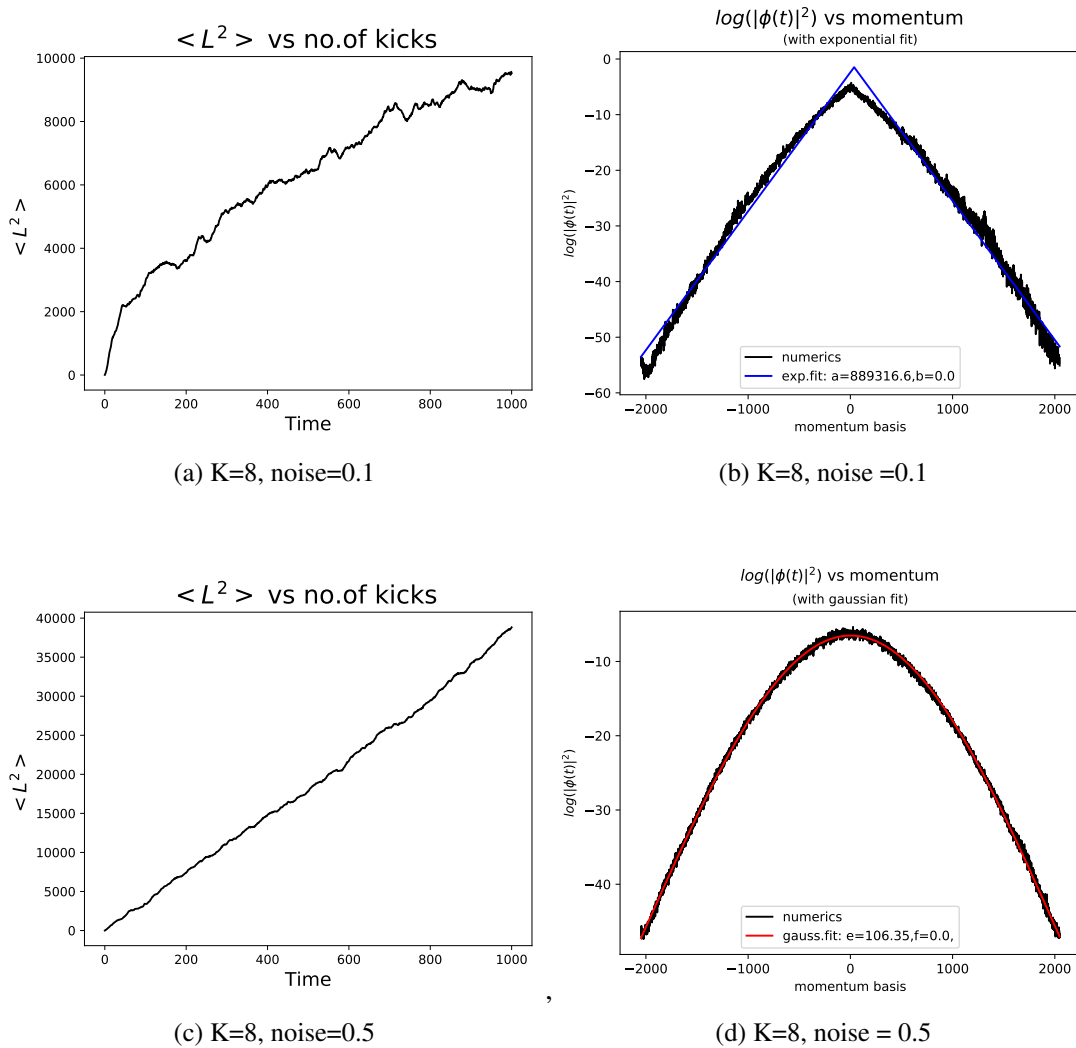 < L² > vs no.of kicks
10000
8000
6000
4000
2000
0
< L² >
0 200 400 600 800 1000
Time
(a) K=8, noise=0.1
log(|ϕ(t)|²) vs momentum
(with exponential fit)
0
−10
−20
−30
−40
−50
−60
log(|ϕ(t)|²)
numerics
exp.fit: a=889316.6,b=0.0
−2000 −1000 0 1000 2000
momentum basis
(b) K=8, noise =0.1
< L² > vs no.of kicks
40000
35000
30000
25000
20000
15000
10000
5000
0
< L² >
0 200 400 600 800 1000
Time
,
(c) K=8, noise=0.5
log(|ϕ(t)|²) vs momentum
(with gaussian fit)
−10
−20
−30
−40
log(|ϕ(t)|²)
numerics
gauss.fit: e=106.35,f=0.0,
−2000 −1000 0 1000 2000
momentum basis
(d) K=8, noise = 0.5